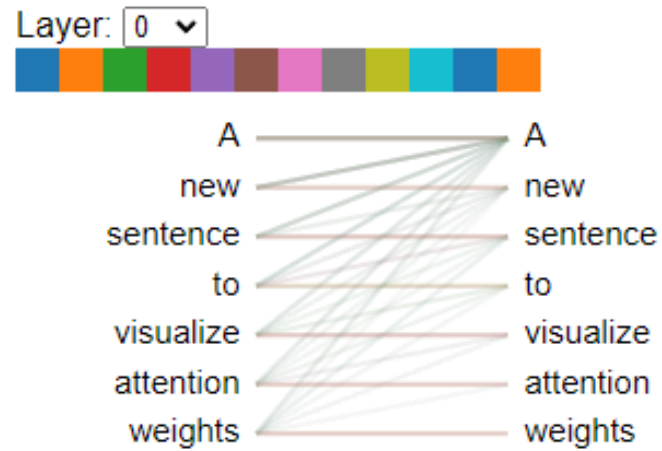 Layer: 0
A A
new new
sentence sentence
to to
visualize visualize
attention attention
weights weights